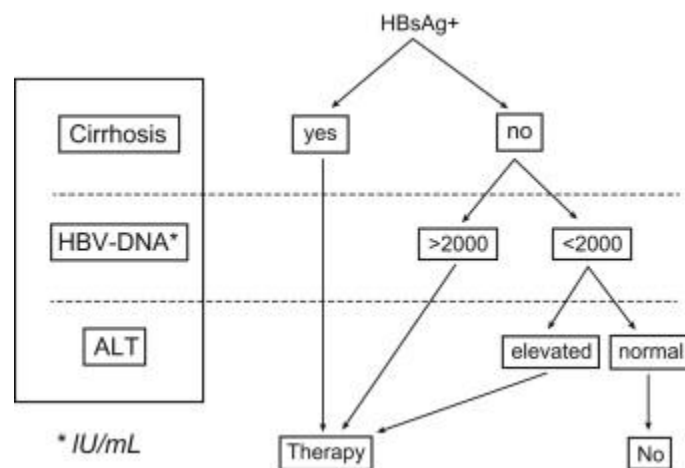 HBsAg+
Cirrhosis yes no
HBV-DNA* >2000 <2000
ALT elevated normal
* IU/mL Therapy No